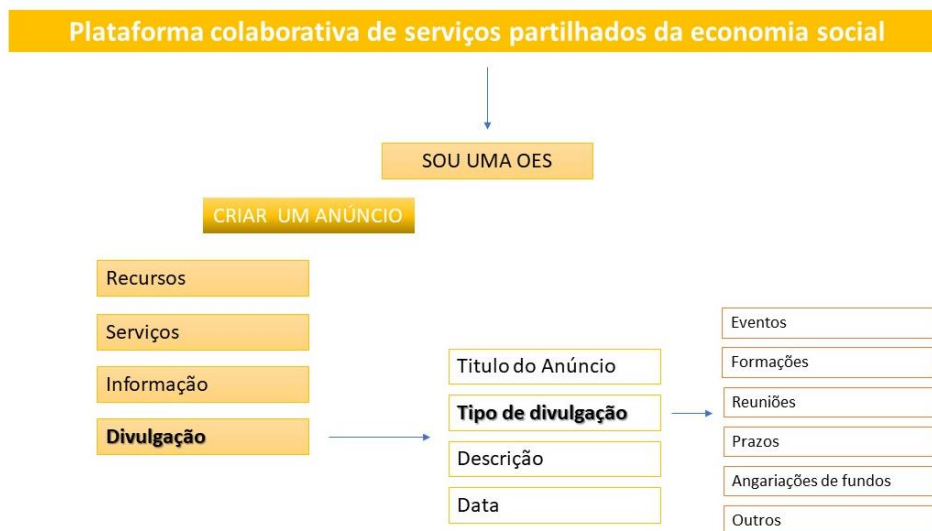 Plataforma colaborativa de serviços partilhados da economia social
SOU UMA OES
CRIAR UM ANÚNCIO
Recursos
Serviços
Informação
Divulgação
Titulo do Anúncio
Tipo de divulgação
Descrição
Data
Eventos
Formações
Reuniões
Prazos
Angariações de fundos
Outros